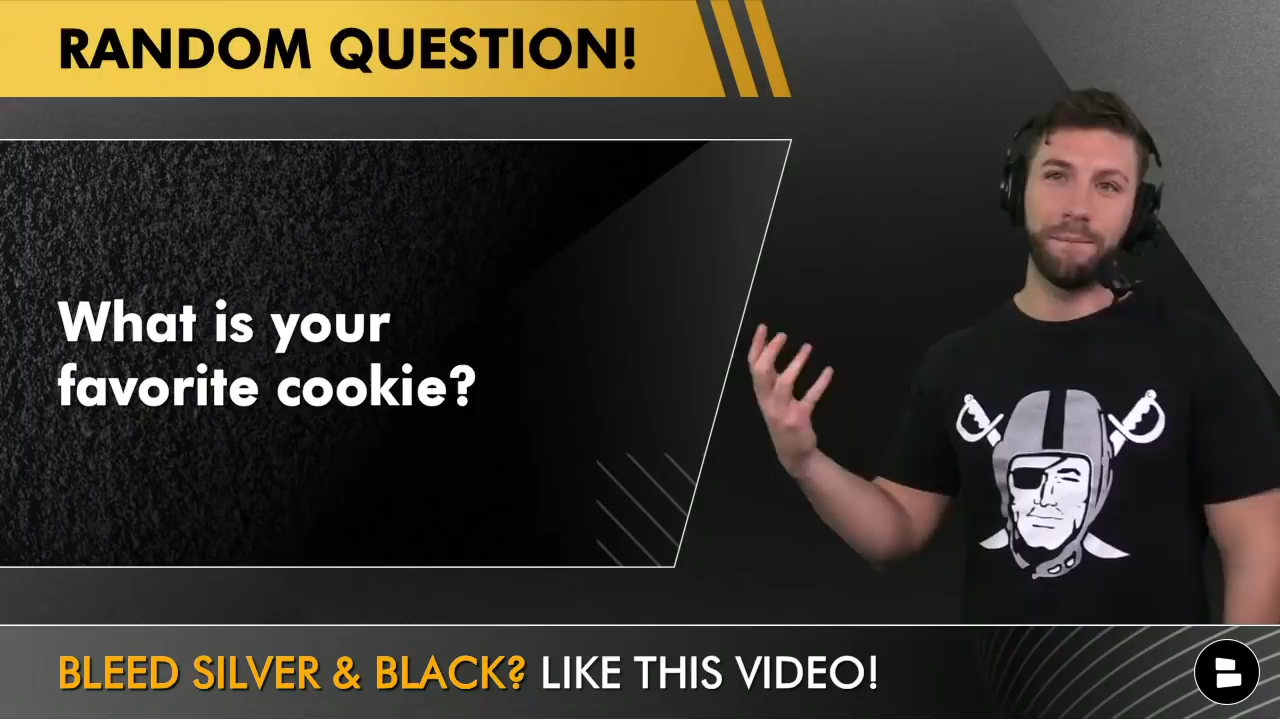 RANDOM QUESTION!
What is your
favorite cookie?
BLEED SILVER & BLACK? LIKE THIS VIDEO!